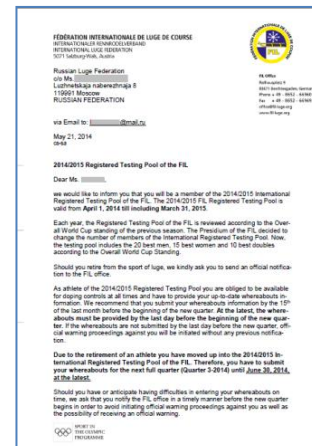 FÉDÉRATION INTERNATIONALE DE LUGE DE COURSE
INTERNATIONALER RENNRODELVERBAND
INTERNATIONAL LUGE FEDERATION
5071 Salzburg-Wals, Austria
Russian Luge Federation
c/o Ms.
Luzhnetskaja naberezhnaja 8
119991 Moscow
RUSSIAN FEDERATION
FIL Office
Rathausplatz 9
83471 Berchtesgaden, Germany
via Email to: @mail.ru
May 21, 2014
2014/2015 Registered Testing Pool of the FIL
Dear Ms.
we would like to inform you that you will be a member of the 2014/2015 International
Registered Testing Pool of the FIL. The 2014/2015 FIL Registered Testing Pool is
valid from April 1, 2014 till including March 31, 2015.
Each year, the Registered Testing Pool of the FIL is reviewed according to the Over-
all World Cup standing of the previous season. The Presidium of the FIL decided to
change the number of members of the International Registered Testing Pool. Now,
the testing pool includes the 20 best men, 15 best women and 10 best doubles
according to the Overall World Cup Standing.
Should you retire from the sport of luge, we kindly ask you to send an official notifica-
tion to the FIL office.
As athlete of the 2014/2015 Registered Testing Pool you are obliged to be available
for doping controls at all times and have to provide your up-to-date whereabouts in-
formation. We recommend that you submit your whereabouts information by the 15th
of the last month before the beginning of the new quarter. At the latest, the where-
abouts must be provided by the last day before the beginning of the new quar-
ter. If the whereabouts are not submitted by the last day before the new quarter, offi-
cial warning proceedings against you will be initiated without any previous notifica-
tion.
Due to the retirement of an athlete you have moved up into the 2014/2015 In-
ternational Registered Testing Pool of the FIL. Therefore, you have to submit
your whereabouts for the next full quarter (Quarter 3-2014) until June 30, 2014,
at the latest.
Should you have or anticipate having difficulties in entering your whereabouts on
time, we ask that you notify the FIL office in a timely manner before the new quarter
begins in order to avoid initiating official warning proceedings against you as well as
the possibility of receiving an official warning.
SPORT IN
THE OLYMPIC
PROGRAMME